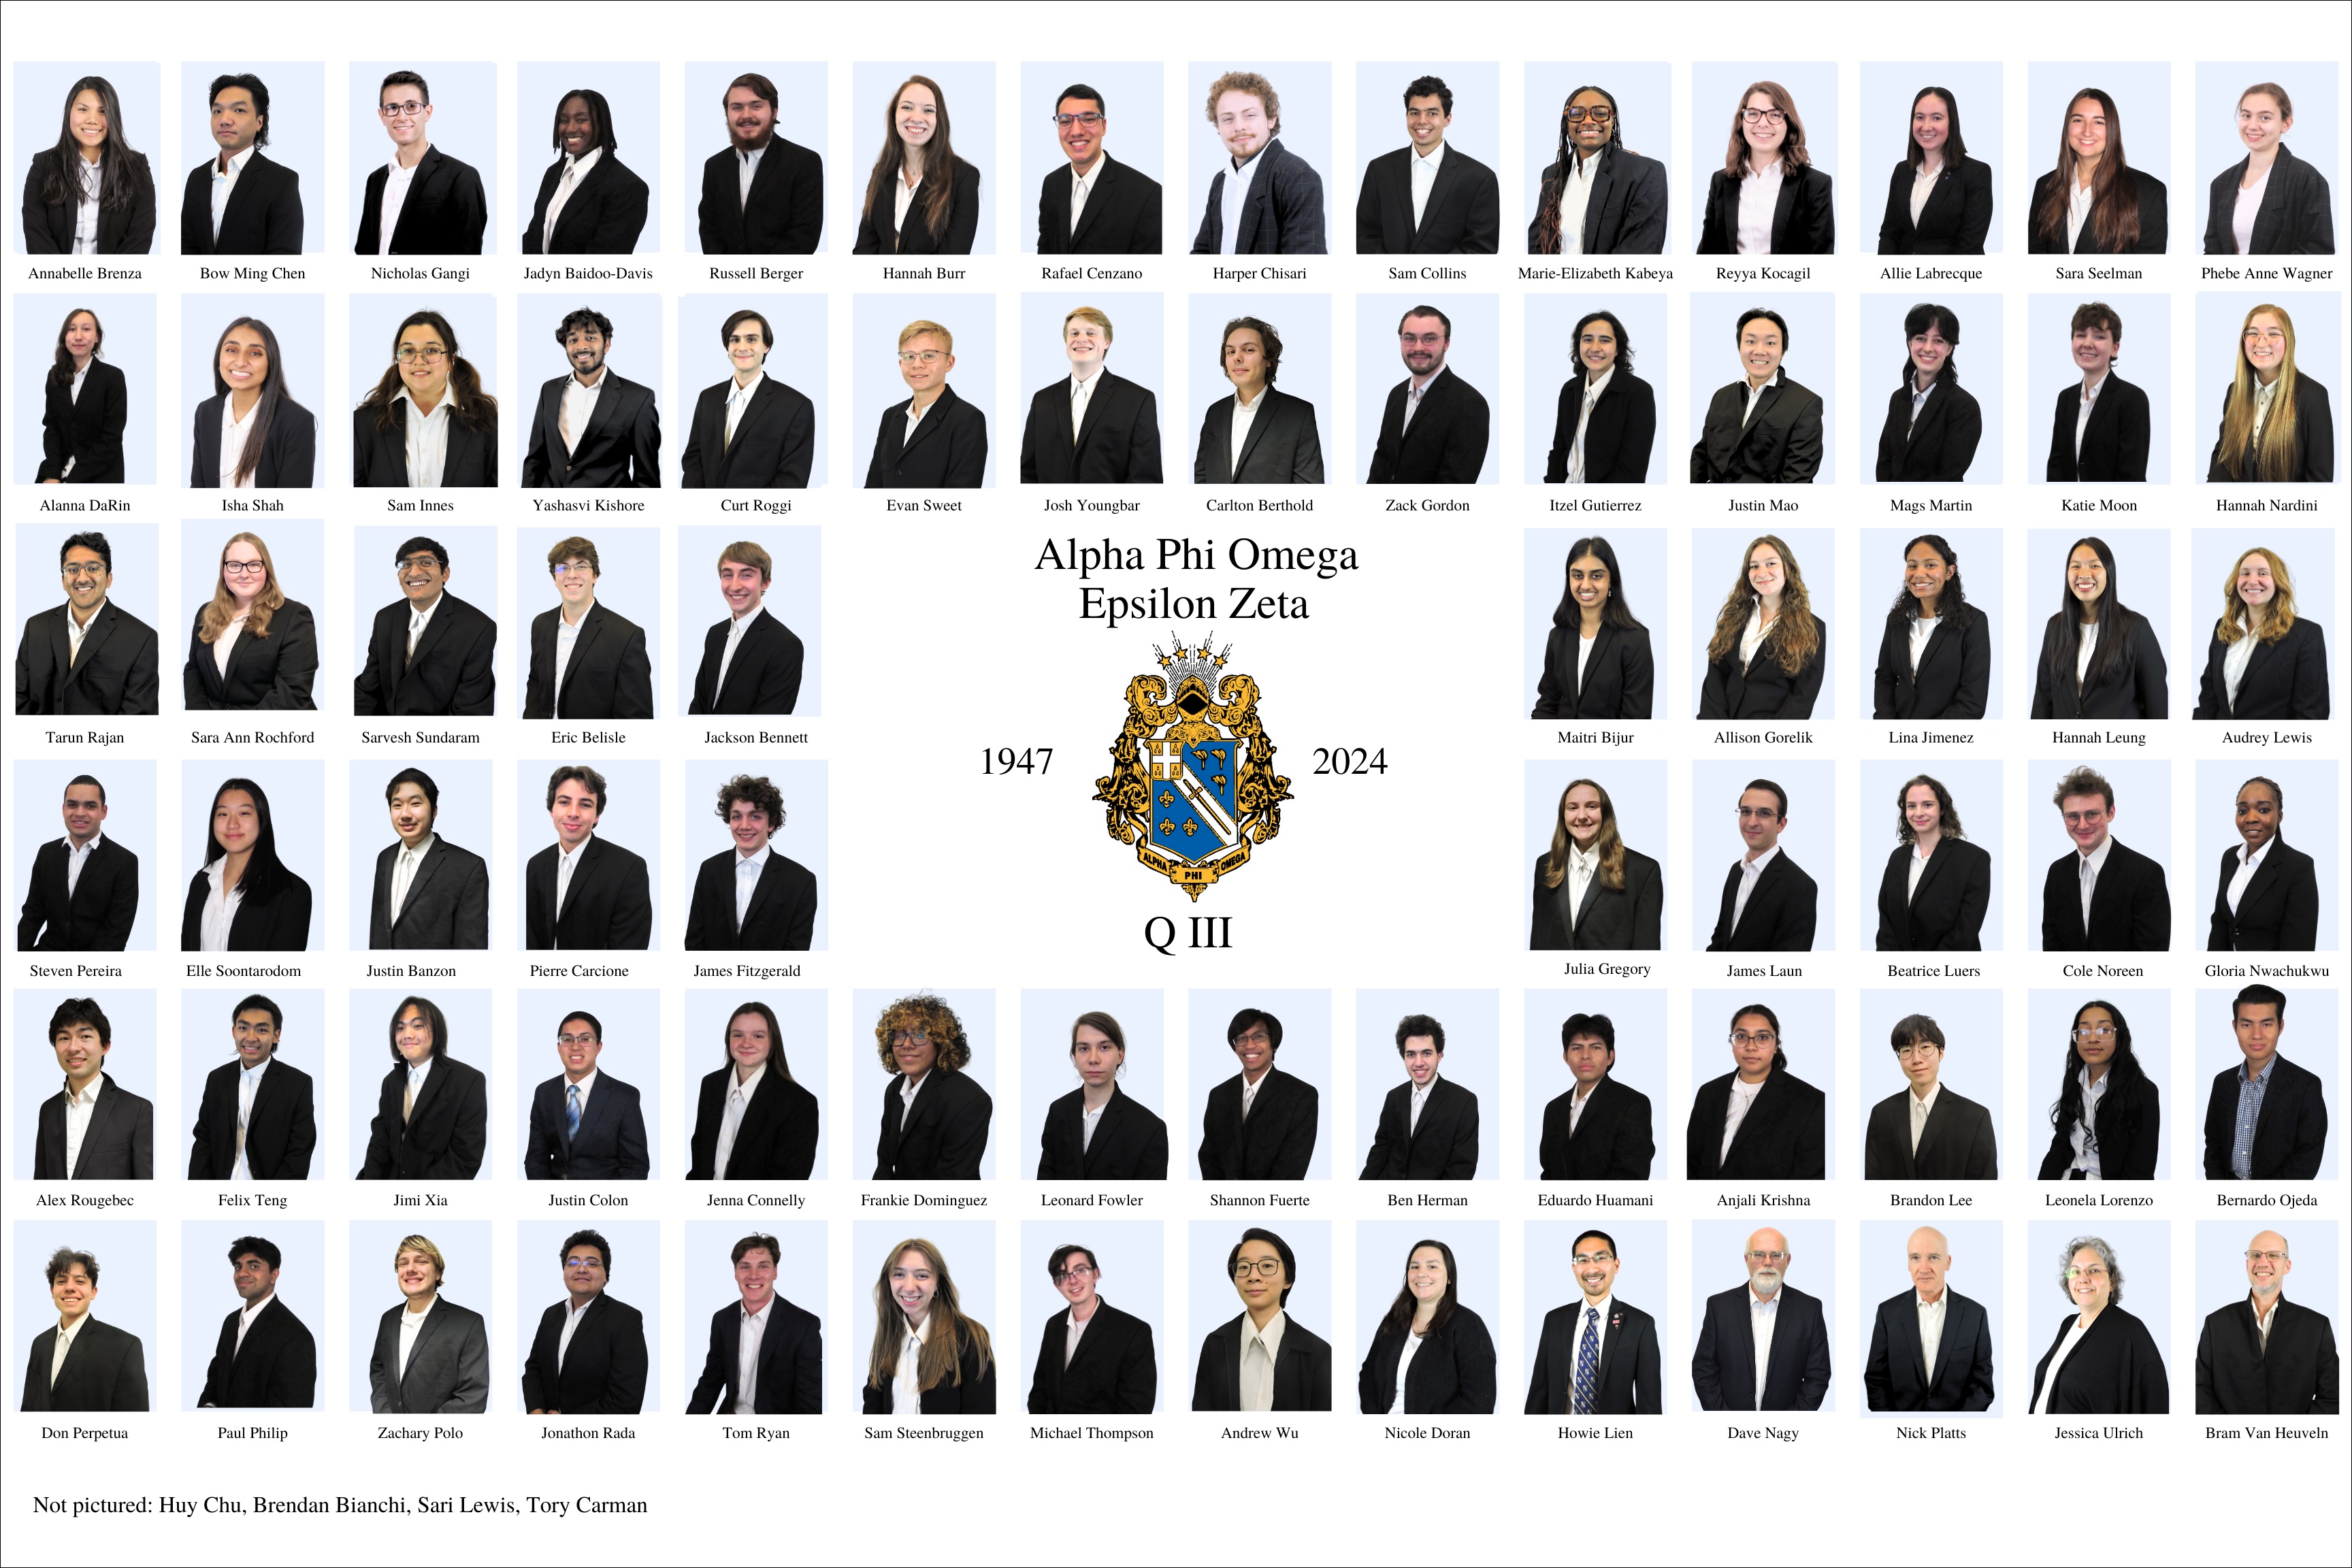 Annabelle Brenza
Bow Ming Chen
Nicholas Gangi
Jadyn Baidoo-Davis
Russell Berger
Hannah Burr
Rafael Cenzano
Harper Chisari
Sam Collins
Marie-Elizabeth Kabeya
Reyya Kocagil
Allie Labrecque
Sara Seelman
Phebe Anne Wagner
Alanna DaRin
Isha Shah
Sam Innes
Yashasvi Kishore
Curt Roggi
Evan Sweet
Josh Youngbar
Carlton Berthold
Zack Gordon
Itzel Gutierrez
Justin Mao
Mags Martin
Katie Moon
Hannah Nardini
Alpha Phi Omega
Epsilon Zeta
Tarun Rajan
Sara Ann Rochford
Sarvesh Sundaram
Eric Belisle
Jackson Bennett
Maitri Bijur
Allison Gorelik
Lina Jimenez
Hannah Leung
Audrey Lewis
1947
2024
ALPHA
PHI
OMEGA
Q III
Steven Pereira
Elle Soontarodom
Justin Banzon
Pierre Carcione
James Fitzgerald
Julia Gregory
James Laun
Beatrice Luers
Cole Noreen
Gloria Nwachukwu
Alex Rougebec
Felix Teng
Jimi Xia
Justin Colon
Jenna Connelly
Frankie Dominguez
Leonard Fowler
Shannon Fuerte
Ben Herman
Eduardo Huamani
Anjali Krishna
Brandon Lee
Leonela Lorenzo
Bernardo Ojeda
Don Perpetua
Paul Philip
Zachary Polo
Jonathon Rada
Tom Ryan
Sam Steenbruggen
Michael Thompson
Andrew Wu
Nicole Doran
Howie Lien
Dave Nagy
Nick Platts
Jessica Ulrich
Bram Van Heuveln
Not pictured: Huy Chu, Brendan Bianchi, Sari Lewis, Tory Carman